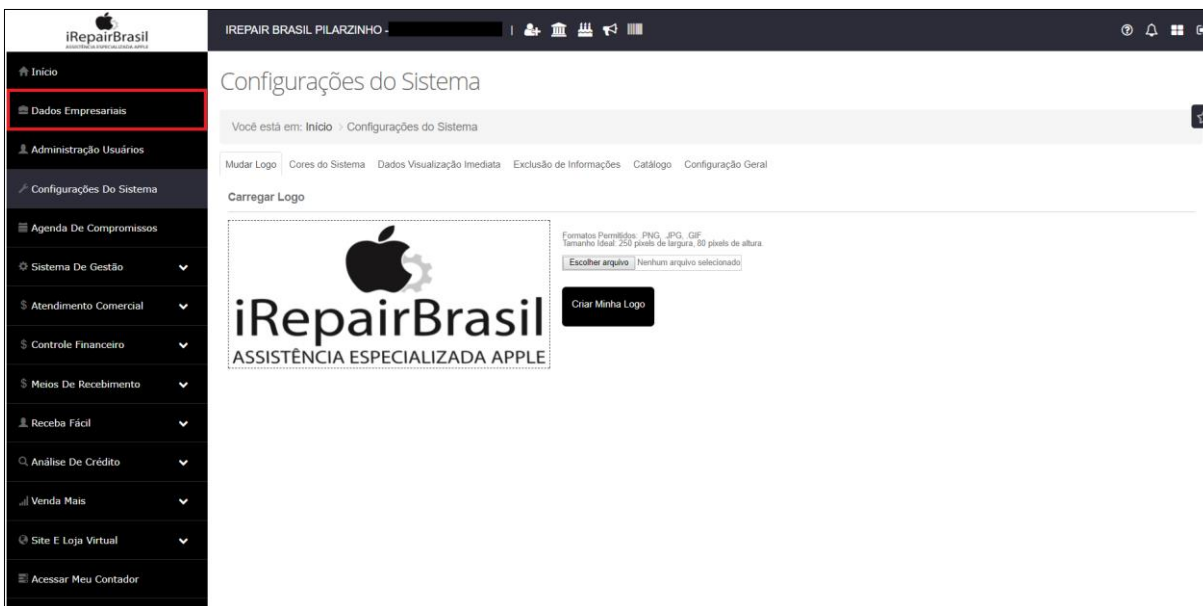 iRepairBrasil
ASSISTÊNCIA ESPECIALIZADA APPLE
IREPAIR BRASIL PILARZINHO -
Início
Dados Empresariais
Administração Usuários
Configurações Do Sistema
Agenda De Compromissos
Sistema De Gestão
Atendimento Comercial
Controle Financeiro
Meios De Recebimento
Receba Fácil
Análise De Crédito
Venda Mais
Site E Loja Virtual
Acessar Meu Contador
Configurações do Sistema
Você está em: Início > Configurações do Sistema
Mudar Logo Cores do Sistema Dados Visualização Imediata Exclusão de Informações Catálogo Configuração Geral
Carregar Logo
iRepairBrasil
ASSISTÊNCIA ESPECIALIZADA APPLE
Formatos Permitidos: .PNG, .JPG, .GIF
Tamanho Ideal: 250 pixels de largura, 80 pixels de altura
Escolher arquivo Nenhum arquivo selecionado
Criar Minha Logo